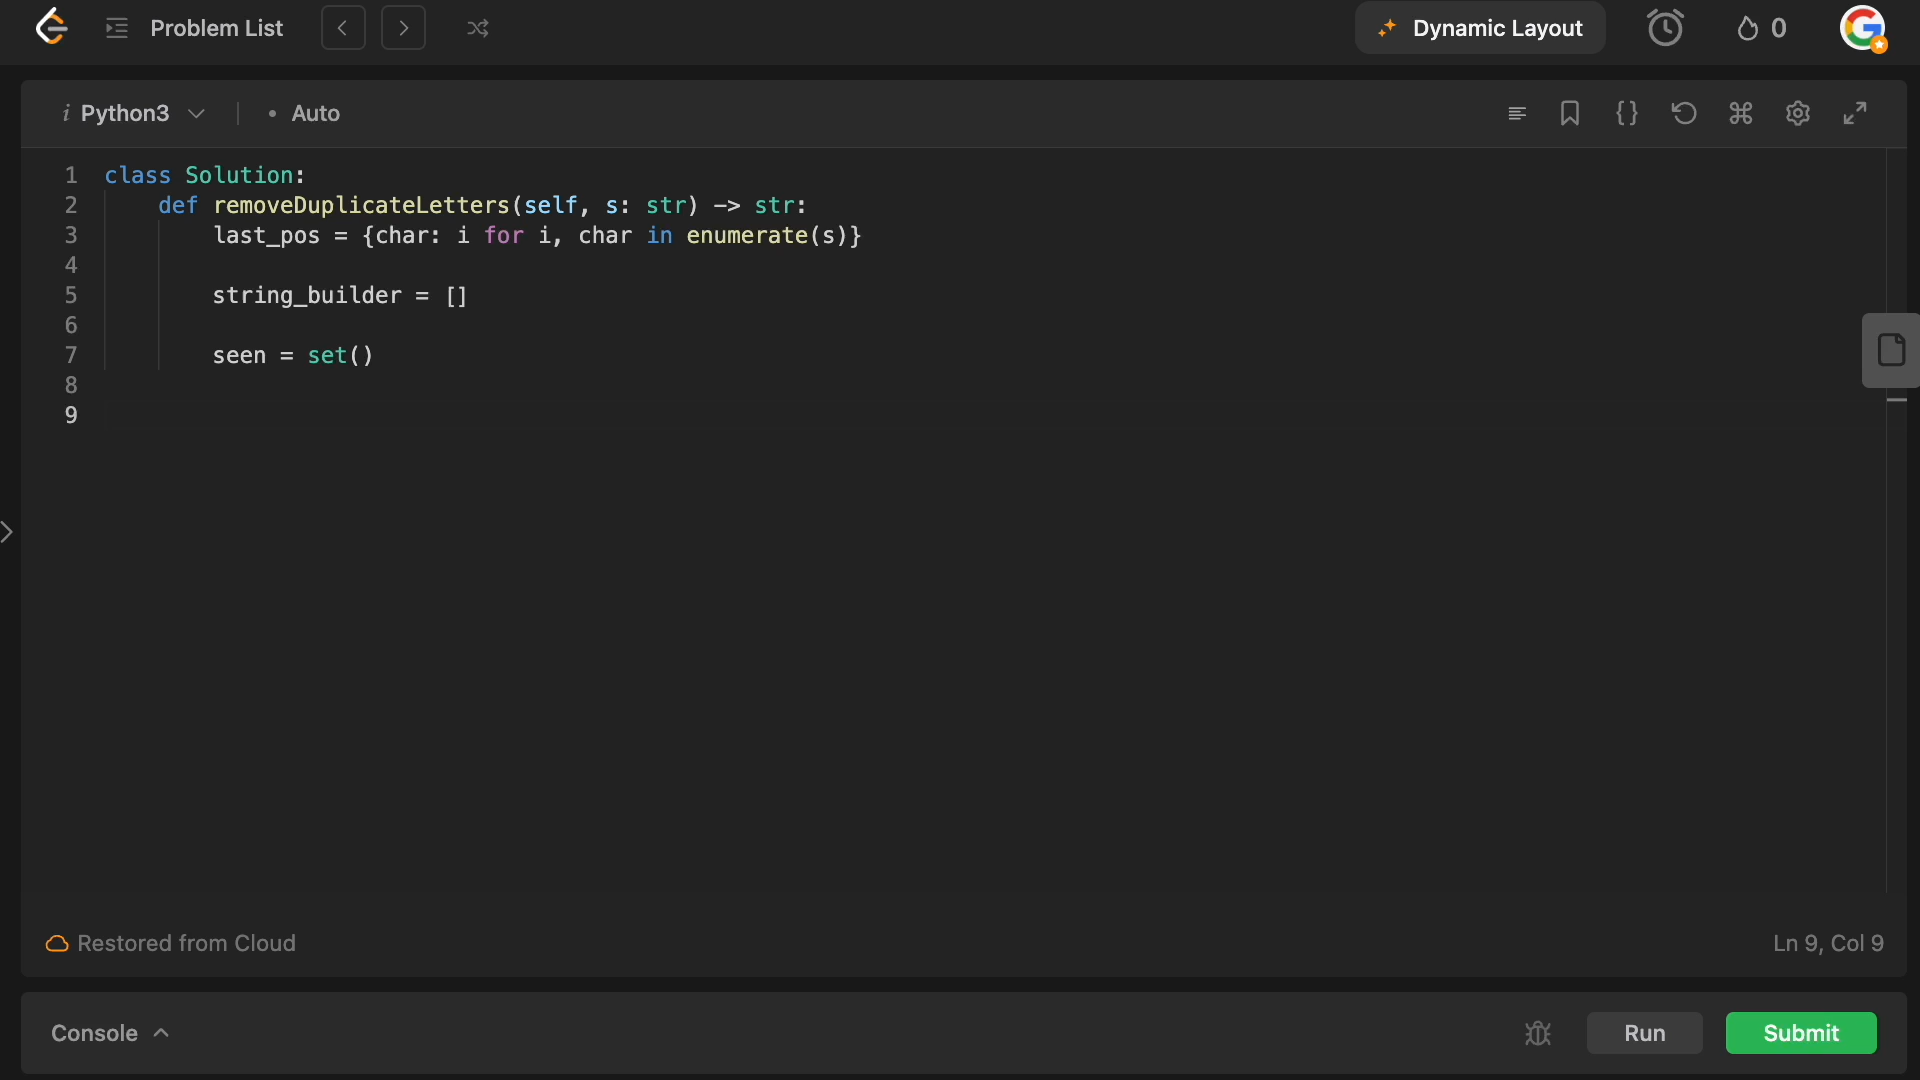 Problem List
Dynamic Layout
0
i Python3
• Auto
1 class Solution:
2     def removeDuplicateLetters(self, s: str) -> str:
3         last_pos = {char: i for i, char in enumerate(s)}
4
5         string_builder = []
6
7         seen = set()
8
9
Restored from Cloud
Ln 9, Col 9
Console
Run
Submit